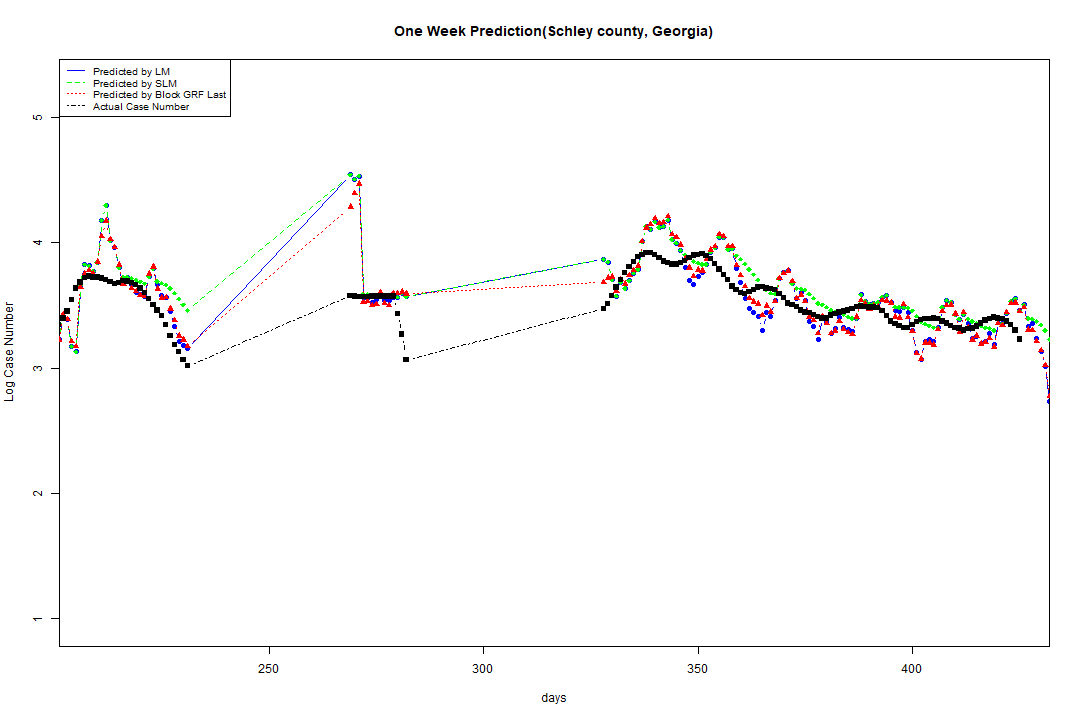 One Week Prediction(Schley county, Georgia)
Predicted by LM
Predicted by SLM
Predicted by Block GRF Last
Actual Case Number
5
4
3
2
1
Log Case Number
250
300
350
400
days